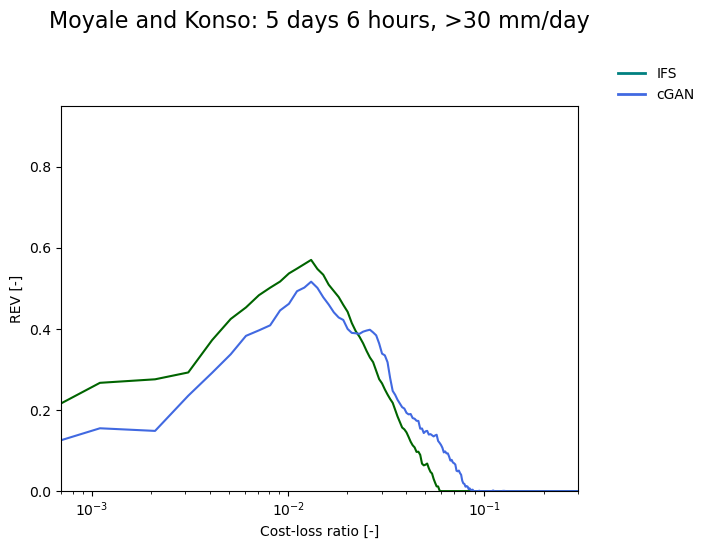 Moyale and Konso: 5 days 6 hours, >30 mm/day
IFS
cGAN
0.8
0.6
0.4
0.2
0.0
REV [-]
10⁻³
10⁻²
10⁻¹
Cost-loss ratio [-]